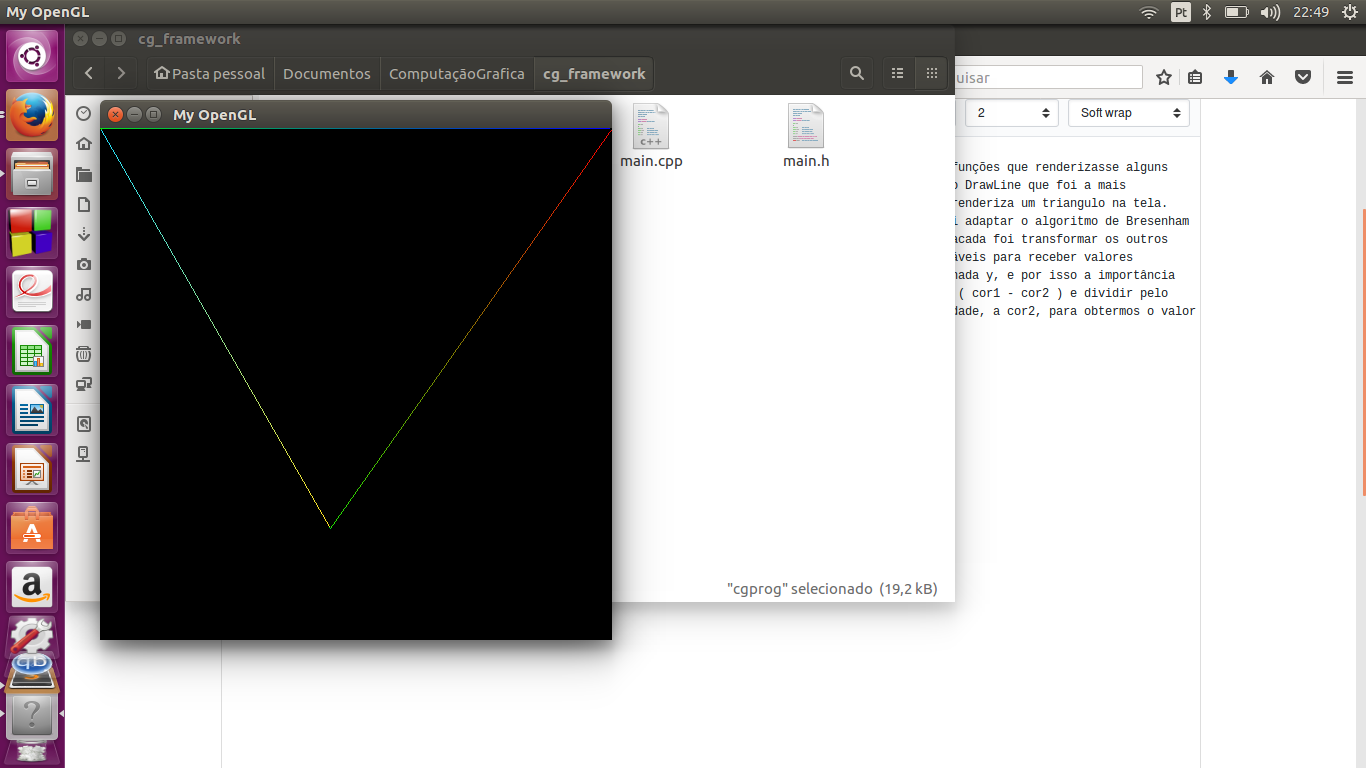 My OpenGL
Pt
22:49
cg_framework
Pasta pessoal
Documentos
ComputaçãoGrafica
cg_framework
uisar
My OpenGL
C++
main.cpp
main.h
2
Soft wrap
funções que renderizasse alguns
o DrawLine que foi a mais
renderiza um triangulo na tela.
i adaptar o algoritmo de Bresenham
acada foi transformar os outros
áveis para receber valores
nada y, e por isso a importância
( cor1 - cor2 ) e dividir pelo
dade, a cor2, para obtermos o valor
"cgprog" selecionado (19,2 kB)